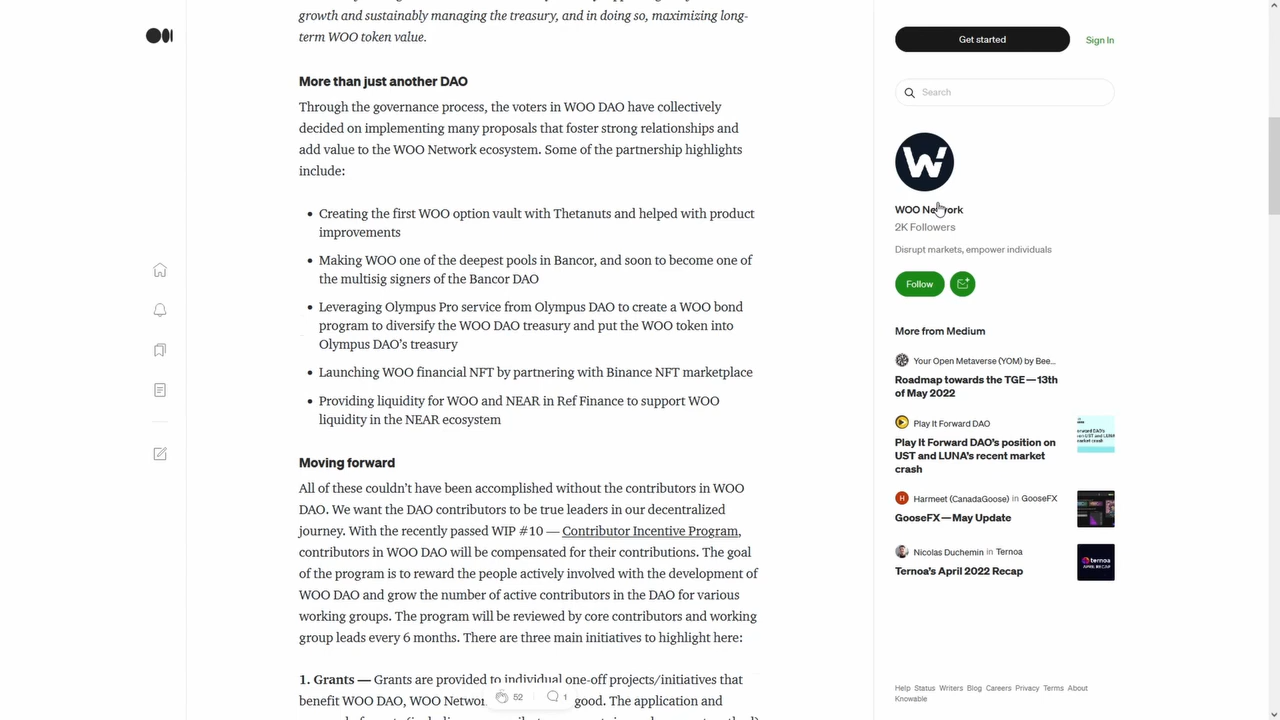 growth and sustainably managing the treasury, and in doing so, maximizing long-
term WOO token value.
More than just another DAO
Through the governance process, the voters in WOO DAO have collectively
decided on implementing many proposals that foster strong relationships and
add value to the WOO Network ecosystem. Some of the partnership highlights
include:
• Creating the first WOO option vault with Thetanuts and helped with product
improvements
• Making WOO one of the deepest pools in Bancor, and soon to become one of
the multisig signers of the Bancor DAO
• Leveraging Olympus Pro service from Olympus DAO to create a WOO bond
program to diversify the WOO DAO treasury and put the WOO token into
Olympus DAO's treasury
• Launching WOO financial NFT by partnering with Binance NFT marketplace
• Providing liquidity for WOO and NEAR in Ref Finance to support WOO
liquidity in the NEAR ecosystem
Moving forward
All of these couldn't have been accomplished without the contributors in WOO
DAO. We want the DAO contributors to be true leaders in our decentralized
journey. With the recently passed WIP #10 — Contributor Incentive Program,
contributors in WOO DAO will be compensated for their contributions. The goal
of the program is to reward the people actively involved with the development of
WOO DAO and grow the number of active contributors in the DAO for various
working groups. The program will be reviewed by core contributors and working
group leads every 6 months. There are three main initiatives to highlight here:
1. Grants — Grants are provided to individual one-off projects/initiatives that
benefit WOO DAO, WOO Networ good. The application and
52
1
Get started
Sign In
Search
W
WOO Network
2K Followers
Disrupt markets, empower individuals
Follow
More from Medium
Your Open Metaverse (YOM) by Bee...
Roadmap towards the TGE — 13th
of May 2022
Play It Forward DAO
Play It Forward DAO's position on
UST and LUNA's recent market
crash
H
Harmeet (CanadaGoose) in GooseFX
GooseFX — May Update
Nicolas Duchemin in Ternoa
Ternoa's April 2022 Recap
ternoa
APRIL RECAP
Help Status Writers Blog Careers Privacy Terms About
Knowable